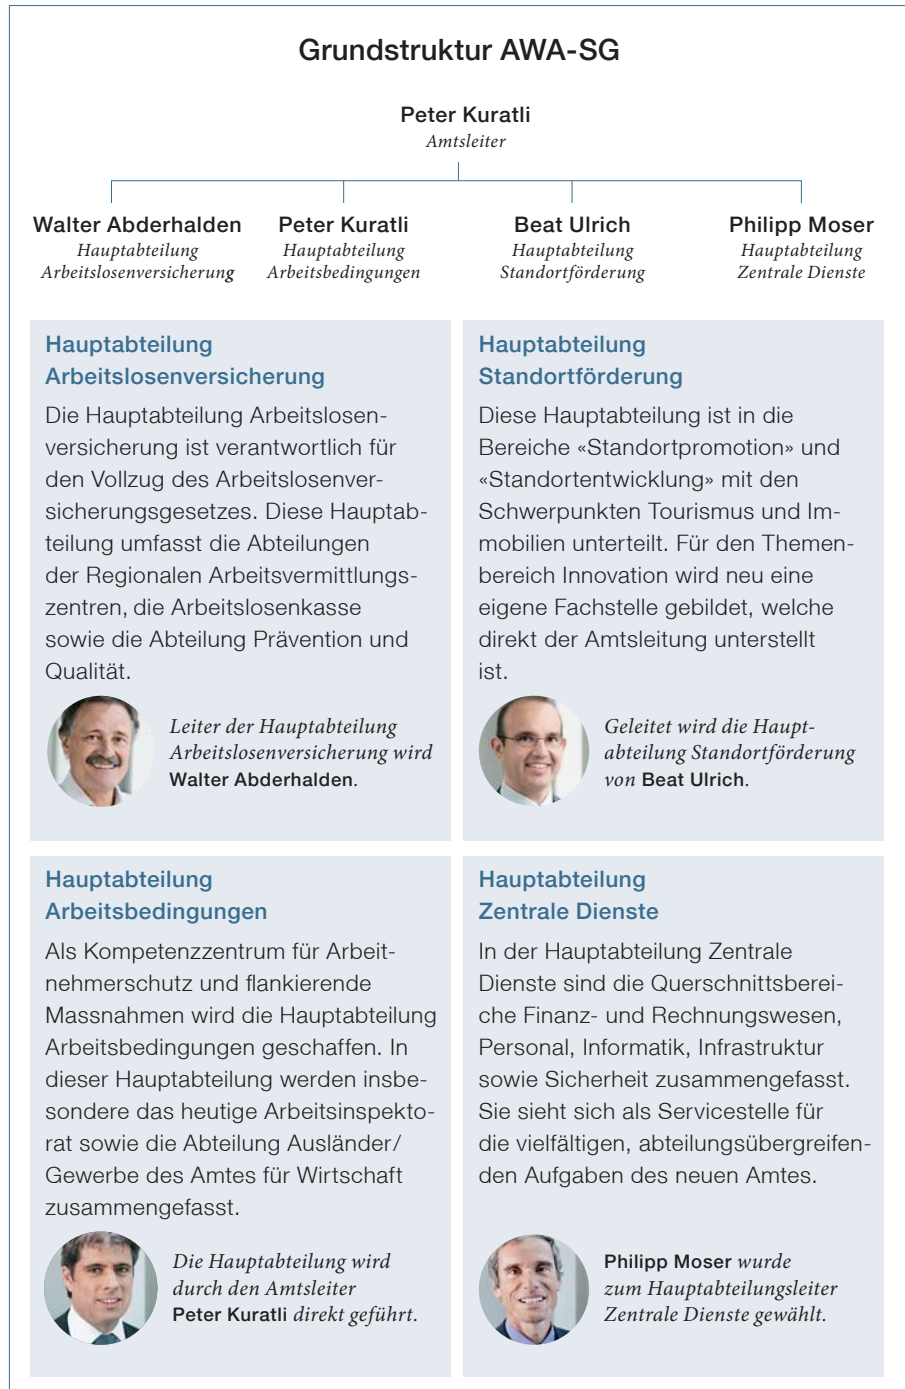 Grundstruktur AWA-SG
Peter Kuratli
Amtsleiter
Walter Abderhalden
Hauptabteilung
Arbeitslosenversicherung
Peter Kuratli
Hauptabteilung
Arbeitsbedingungen
Beat Ulrich
Hauptabteilung
Standortförderung
Philipp Moser
Hauptabteilung
Zentrale Dienste
Hauptabteilung
Arbeitslosenversicherung
Die Hauptabteilung Arbeitslosen-
versicherung ist verantwortlich für
den Vollzug des Arbeitslosenver-
sicherungsgesetzes. Diese Hauptab-
teilung umfasst die Abteilungen
der Regionalen Arbeitsvermittlungs-
zentren, die Arbeitslosenkasse
sowie die Abteilung Prävention und
Qualität.
Leiter der Hauptabteilung
Arbeitslosenversicherung wird
Walter Abderhalden.
Hauptabteilung
Standortförderung
Diese Hauptabteilung ist in die
Bereiche «Standortpromotion» und
«Standortentwicklung» mit den
Schwerpunkten Tourismus und Im-
mobilien unterteilt. Für den Themen-
bereich Innovation wird neu eine
eigene Fachstelle gebildet, welche
direkt der Amtsleitung unterstellt
ist.
Geleitet wird die Haupt-
abteilung Standortförderung
von Beat Ulrich.
Hauptabteilung
Arbeitsbedingungen
Als Kompetenzzentrum für Arbeit-
nehmerschutz und flankierende
Massnahmen wird die Hauptabteilung
Arbeitsbedingungen geschaffen. In
dieser Hauptabteilung werden insbe-
sondere das heutige Arbeitsinspekto-
rat sowie die Abteilung Ausländer/
Gewerbe des Amtes für Wirtschaft
zusammengefasst.
Die Hauptabteilung wird
durch den Amtsleiter
Peter Kuratli direkt geführt.
Hauptabteilung
Zentrale Dienste
In der Hauptabteilung Zentrale
Dienste sind die Querschnittsberei-
che Finanz- und Rechnungswesen,
Personal, Informatik, Infrastruktur
sowie Sicherheit zusammengefasst.
Sie sieht sich als Servicestelle für
die vielfältigen, abteilungsübergreifen-
den Aufgaben des neuen Amtes.
Philipp Moser wurde
zum Hauptabteilungsleiter
Zentrale Dienste gewählt.